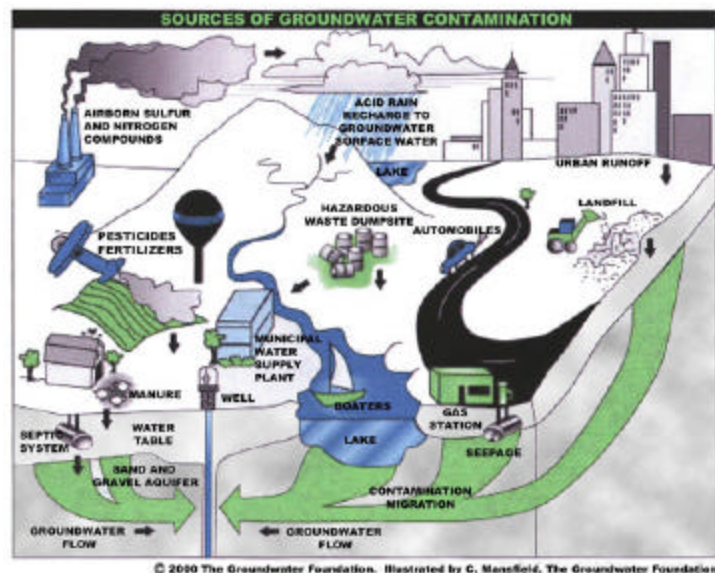 SOURCES OF GROUNDWATER CONTAMINATION
AIRBORN SULFUR
AND NITROGEN
COMPOUNDS
ACID RAIN
RECHARGE TO
GROUNDWATER
SURFACE WATER
LAKE
URBAN RUNOFF
HAZARDOUS
WASTE DUMPSITE
AUTOMOBILES
LANDFILL
PESTICIDES
FERTILIZERS
MUNICIPAL
WATER
SUPPLY
PLANT
MANURE
WELL
BOATERS
GAS
STATION
SEPTIC
SYSTEM
WATER
TABLE
LAKE
SEEPAGE
SAND AND
GRAVEL AQUIFER
CONTAMINATION
MIGRATION
GROUNDWATER
FLOW
GROUNDWATER
FLOW
© 2000 The Groundwater Foundation. Illustrated by C. Mansfield, The Groundwater Foundation